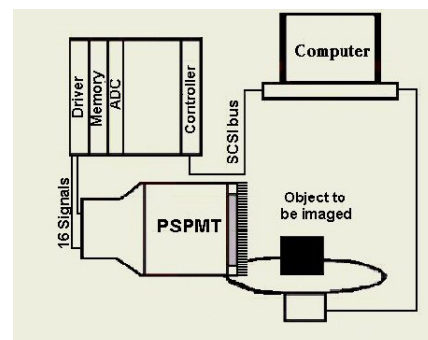 Computer
Driver
Memory
ADC
Controller
SCSI bus
16 Signals
PSPMT
Object to
be imaged